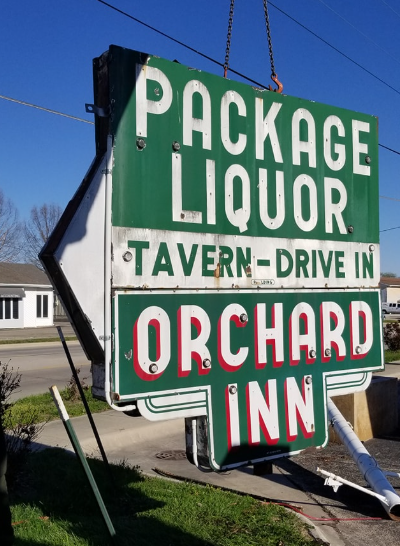 PACKAGE
LIQUOR
TAVERN-DRIVE IN
ORCHARD
INN